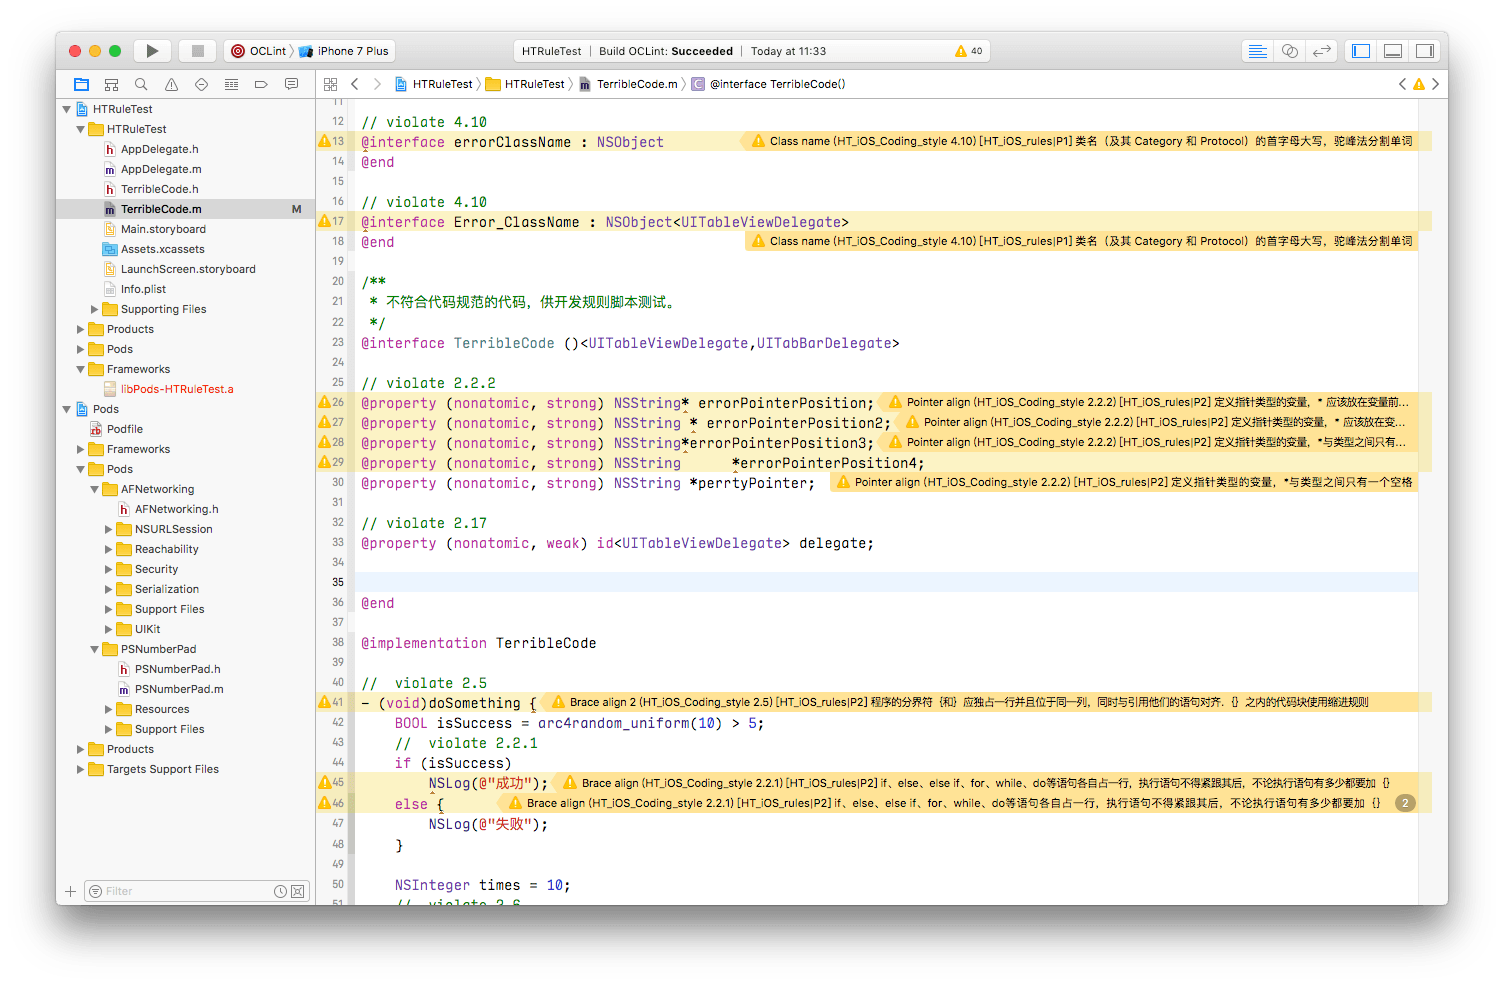 OCLint 〉 iPhone 7 Plus
HTRuleTest | Build OCLint: Succeeded | Today at 11:33
40
HTRuleTest 〉 HTRuleTest 〉 TerribleCode.m 〉 C @interface TerribleCode()
HTRuleTest
HTRuleTest
AppDelegate.h
AppDelegate.m
TerribleCode.h
TerribleCode.m M
Main.storyboard
Assets.xcassets
LaunchScreen.storyboard
Info.plist
Supporting Files
Products
Pods
Frameworks
libPods-HTRuleTest.a
Pods
Podfile
Frameworks
Pods
AFNetworking
AFNetworking.h
NSURLSession
Reachability
Security
Serialization
Support Files
UIKit
PSNumberPad
PSNumberPad.h
PSNumberPad.m
Resources
Support Files
Products
Targets Support Files
Filter
11
12 // violate 4.10
13 @interface errorClassName : NSObject Class name (HT_iOS_Coding_style 4.10) [HT_iOS_rules|P1] 类名（及其 Category 和 Protocol）的首字母大写，驼峰法分割单词
14 @end
15
16 // violate 4.10
17 @interface Error_ClassName : NSObject<UITableViewDelegate>
18 @end Class name (HT_iOS_Coding_style 4.10) [HT_iOS_rules|P1] 类名（及其 Category 和 Protocol）的首字母大写，驼峰法分割单词
19
20 /**
21 * 不符合代码规范的代码，供开发规则脚本测试。
22 */
23 @interface TerribleCode ()<UITableViewDelegate,UITabBarDelegate>
24
25 // violate 2.2.2
26 @property (nonatomic, strong) NSString* errorPointerPosition; Pointer align (HT_iOS_Coding_style 2.2.2) [HT_iOS_rules|P2] 定义指针类型的变量，* 应该放在变量前...
27 @property (nonatomic, strong) NSString * errorPointerPosition2; Pointer align (HT_iOS_Coding_style 2.2.2) [HT_iOS_rules|P2] 定义指针类型的变量，* 应该放在变...
28 @property (nonatomic, strong) NSString*errorPointerPosition3; Pointer align (HT_iOS_Coding_style 2.2.2) [HT_iOS_rules|P2] 定义指针类型的变量，*与类型之间只有...
29 @property (nonatomic, strong) NSString      *errorPointerPosition4;
30 @property (nonatomic, strong) NSString *perrtyPointer; Pointer align (HT_iOS_Coding_style 2.2.2) [HT_iOS_rules|P2] 定义指针类型的变量，*与类型之间只有一个空格
31
32 // violate 2.17
33 @property (nonatomic, weak) id<UITableViewDelegate> delegate;
34
35
36 @end
37
38 @implementation TerribleCode
39
40 //  violate 2.5
41 - (void)doSomething { Brace align 2 (HT_iOS_Coding_style 2.5) [HT_iOS_rules|P2] 程序的分界符｛和｝应独占一行并且位于同一列，同时与引用他们的语句对齐．｛｝之内的代码块使用缩进规则
42 BOOL isSuccess = arc4random_uniform(10) > 5;
43 //  violate 2.2.1
44 if (isSuccess)
45 NSLog(@"成功"); Brace align (HT_iOS_Coding_style 2.2.1) [HT_iOS_rules|P2] if、else、else if、for、while、do等语句各自占一行，执行语句不得紧跟其后，不论执行语句有多少都要加｛｝
46 else { Brace align (HT_iOS_Coding_style 2.2.1) [HT_iOS_rules|P2] if、else、else if、for、while、do等语句各自占一行，执行语句不得紧跟其后，不论执行语句有多少都要加｛｝ 2
47 NSLog(@"失败");
48 }
49
50 NSInteger times = 10;
51 //  violate 2.6